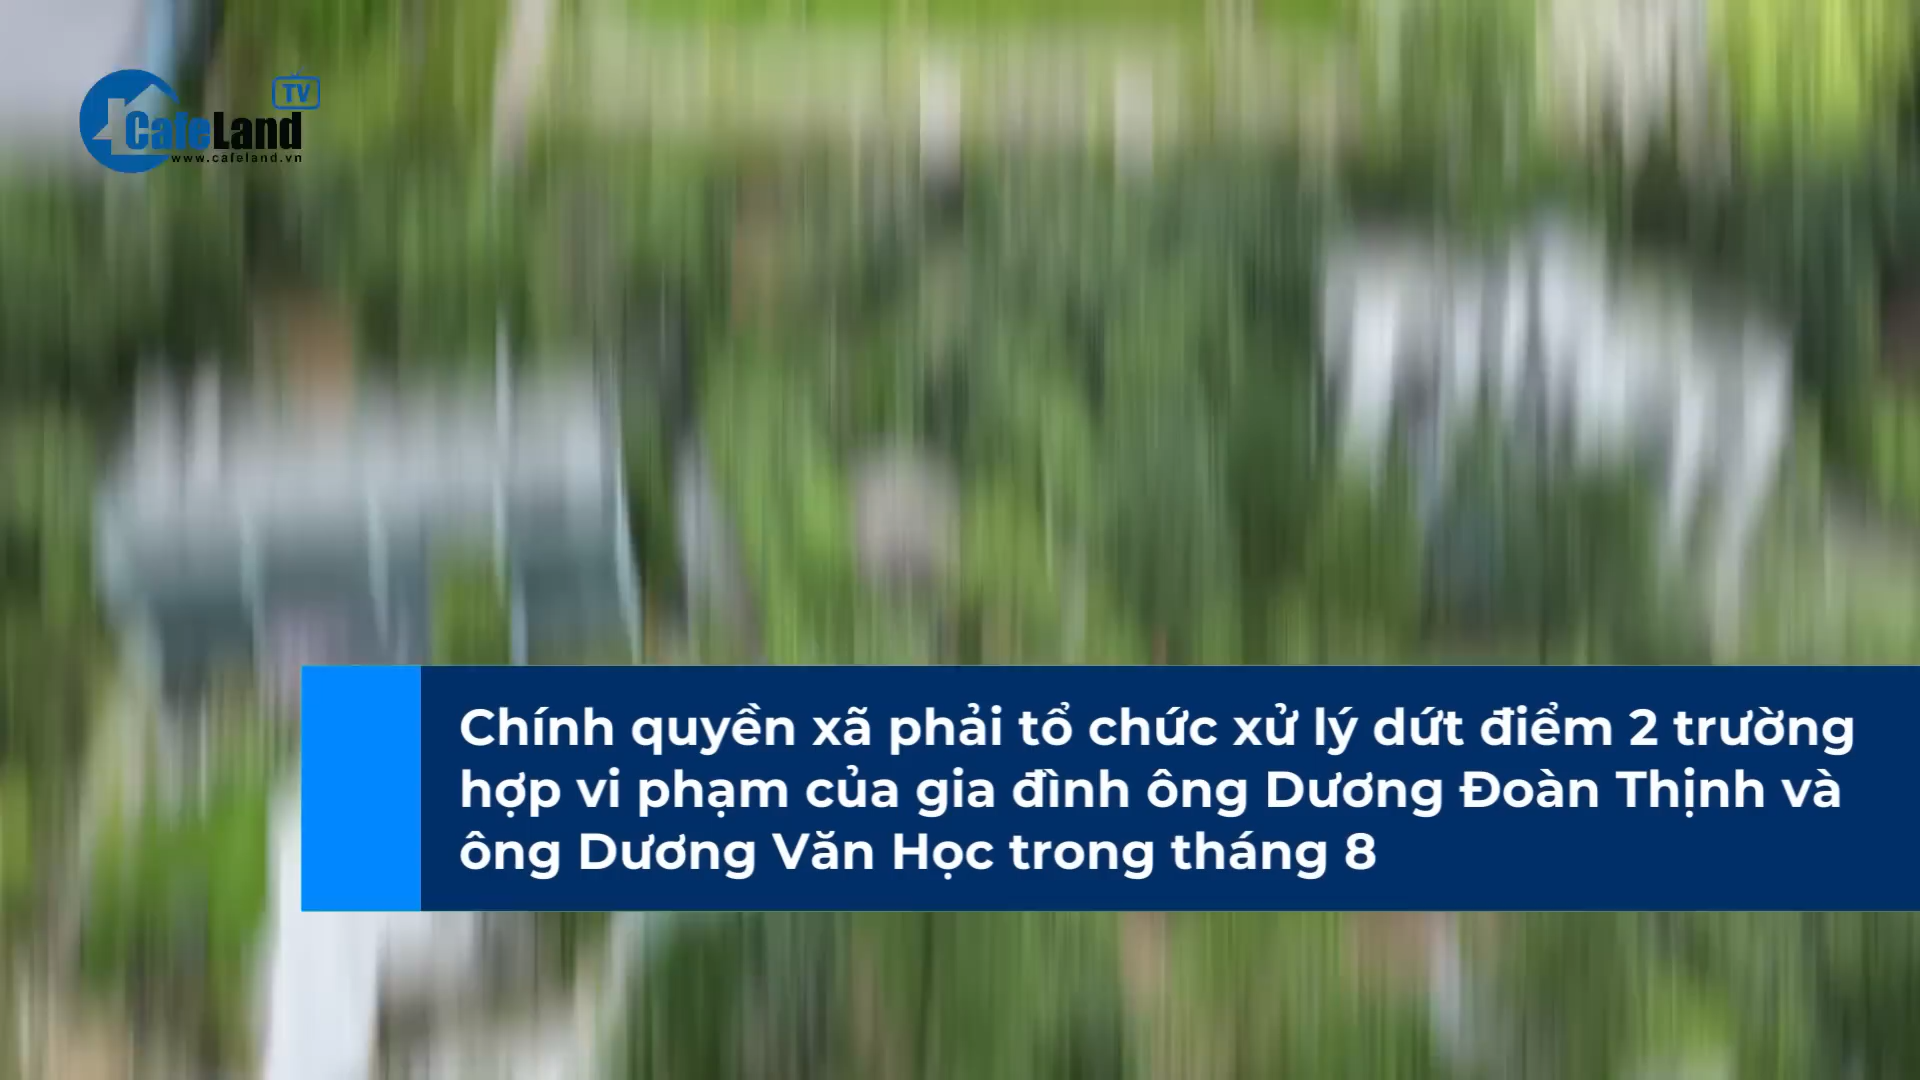 TV
CafeLand
www.cafeland.vn
Chính quyền xã phải tổ chức xử lý dứt điểm 2 trường
hợp vi phạm của gia đình ông Dương Đoàn Thịnh và
ông Dương Văn Học trong tháng 8